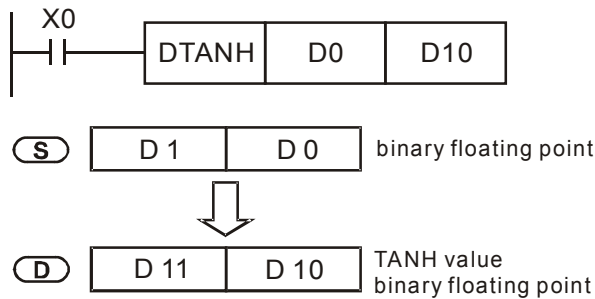 X0
DTANH D0 D10
S D 1 D 0 binary floating point
D D 11 D 10 TANH value
binary floating point